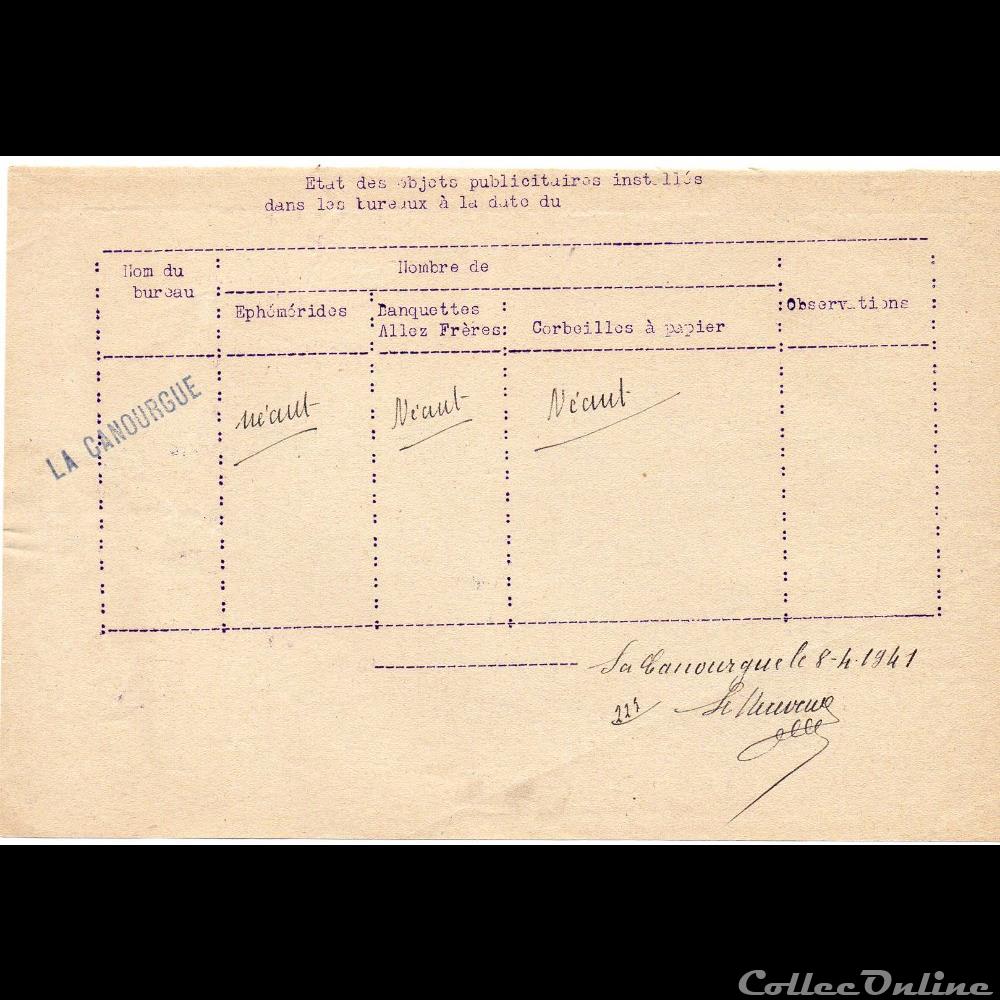 Etat des objets publicitaires installés
dans les bureaux à la date du
Nom du bureau
Nombre de
Ephémérides
Banquettes Allez Frères
Corbeilles à papier
Observations
LA CANOURGUE
néant
Néant
Néant
La Canourgue le 8-4-1941
Le
CollecOnline